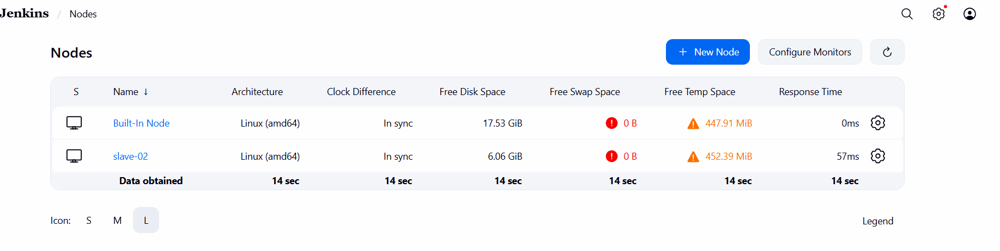 Jenkins / Nodes
Nodes
+ New Node Configure Monitors
S Name ↓ Architecture Clock Difference Free Disk Space Free Swap Space Free Temp Space Response Time
Built-In Node Linux (amd64) In sync 17.53 GiB 0 B 447.91 MiB 0ms
slave-02 Linux (amd64) In sync 6.06 GiB 0 B 452.39 MiB 57ms
Data obtained 14 sec 14 sec 14 sec 14 sec 14 sec 14 sec
Icon: S M L Legend